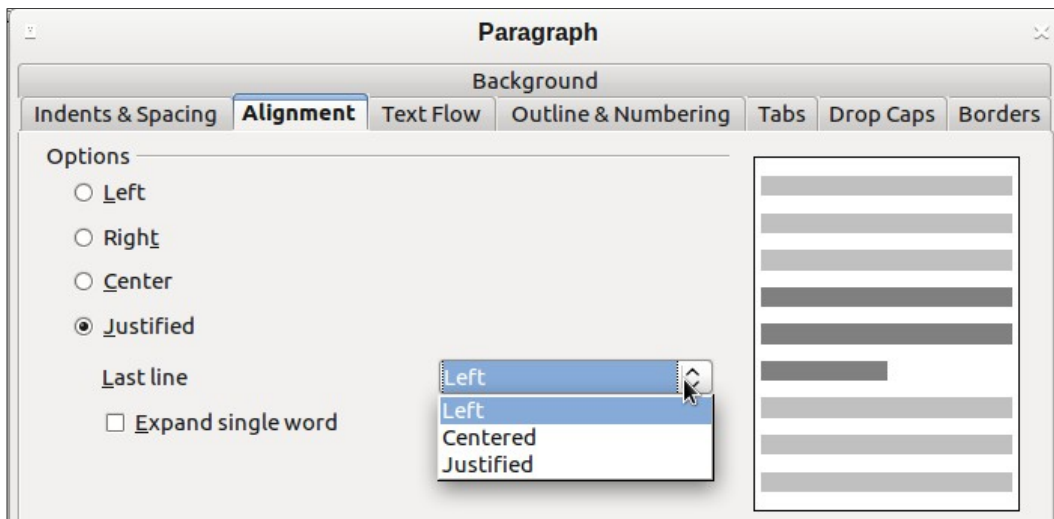 Paragraph
Background
Indents & Spacing Alignment Text Flow Outline & Numbering Tabs Drop Caps Borders
Options
Left
Right
Center
Justified
Last line Left
Left
Expand single word
Centered
Justified